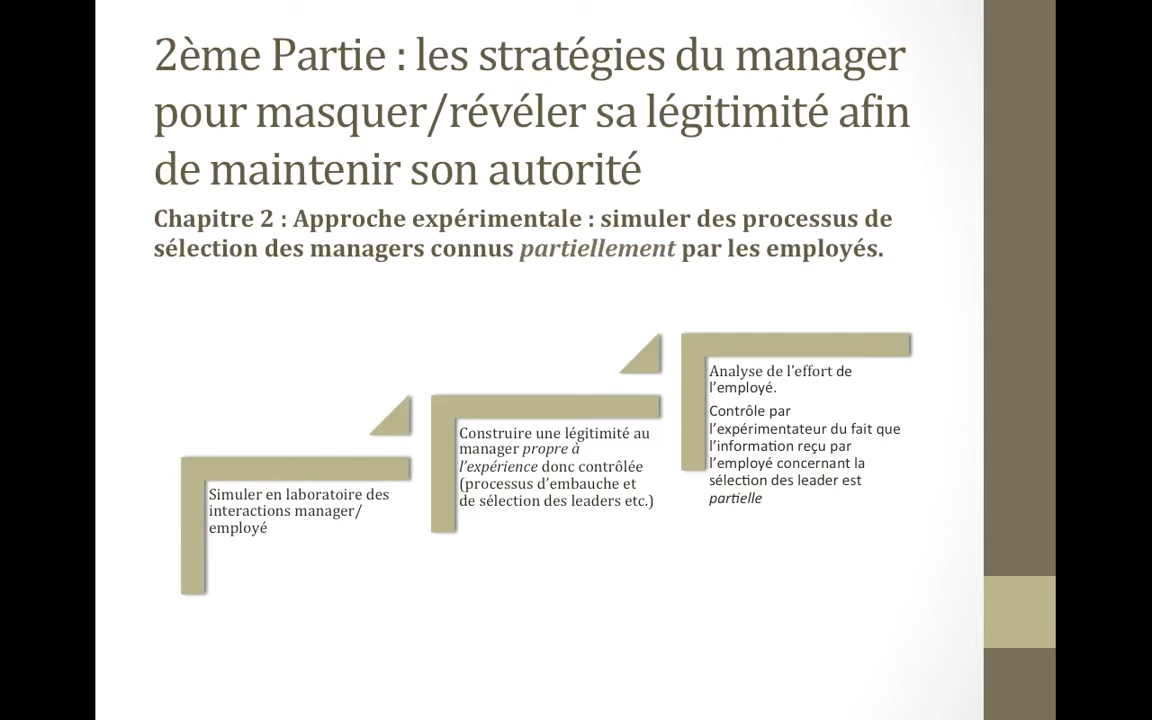 2ème Partie : les stratégies du manager
pour masquer/révéler sa légitimité afin
de maintenir son autorité
Chapitre 2 : Approche expérimentale : simuler des processus de
sélection des managers connus partiellement par les employés.
Simuler en laboratoire des
interactions manager/
employé
Construire une légitimité au
manager propre à
l'expérience donc contrôlée
(processus d'embauche et
de sélection des leaders etc.)
Analyse de l'effort de
l'employé.
Contrôle par
l'expérimentateur du fait que
l'information reçu par
l'employé concernant la
sélection des leader est
partielle